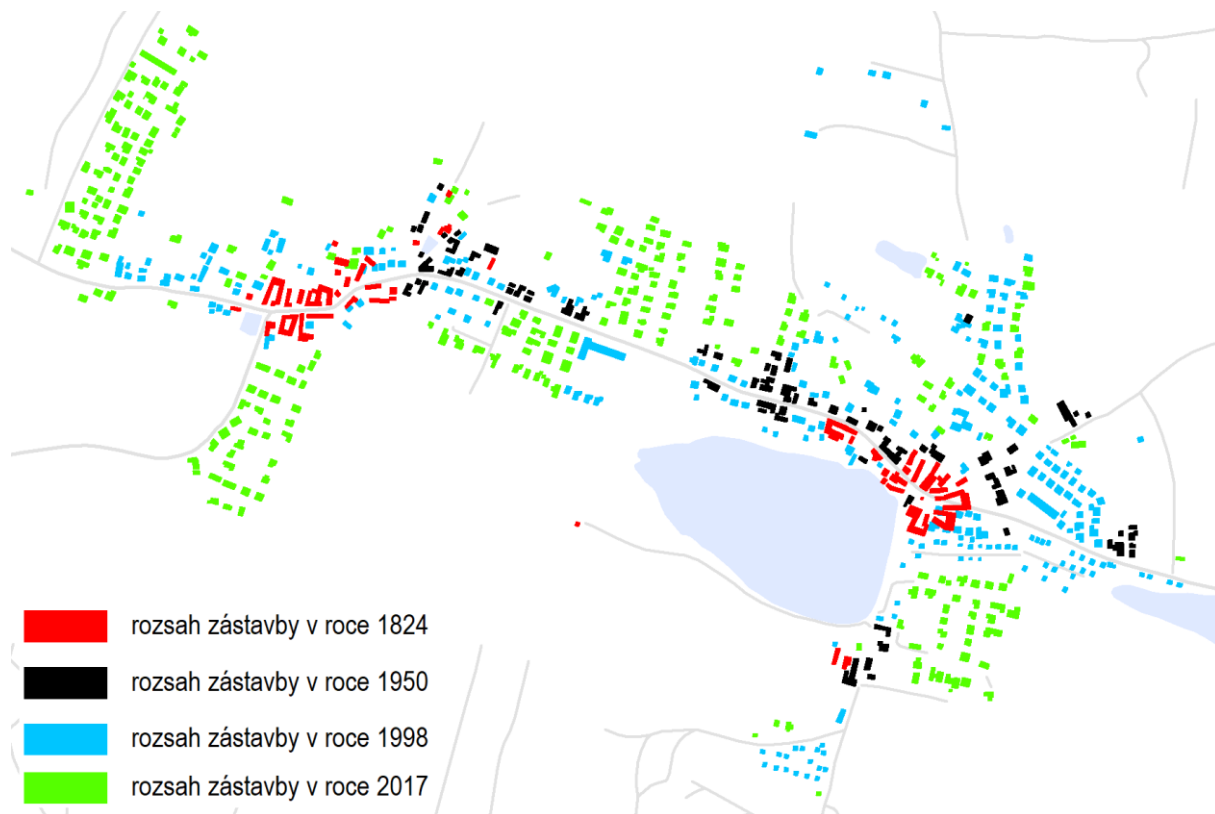 rozsah zástavby v roce 1824
rozsah zástavby v roce 1950
rozsah zástavby v roce 1998
rozsah zástavby v roce 2017